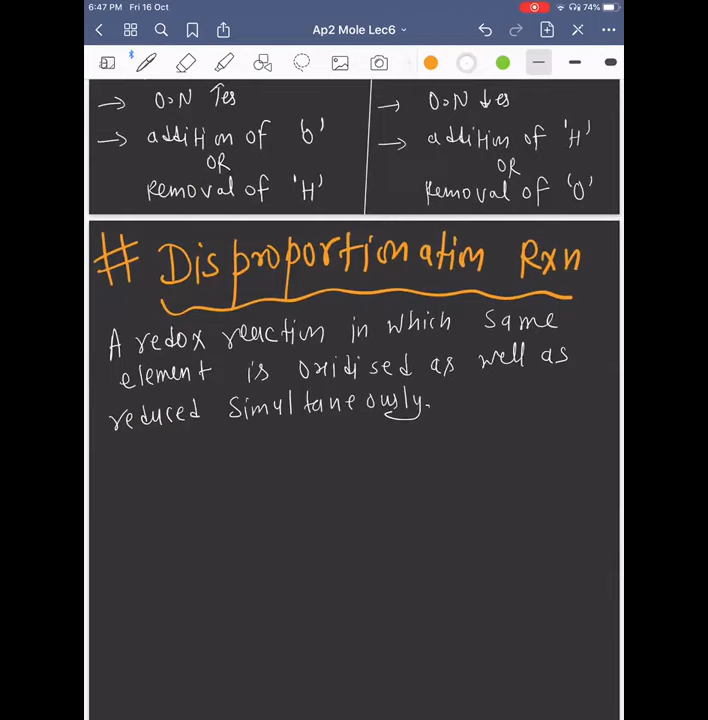 6:47 PM Fri 16 Oct 74%
Ap2 Mole Lec6
→ O.N ↑es
→ addition of 'O'
OR
removal of 'H'
→ O.N ↓es
→ addition of 'H'
OR
removal of 'O'
# Disproportionation Rxn
A redox reaction in which same
element is oxidised as well as
reduced simultaneously.